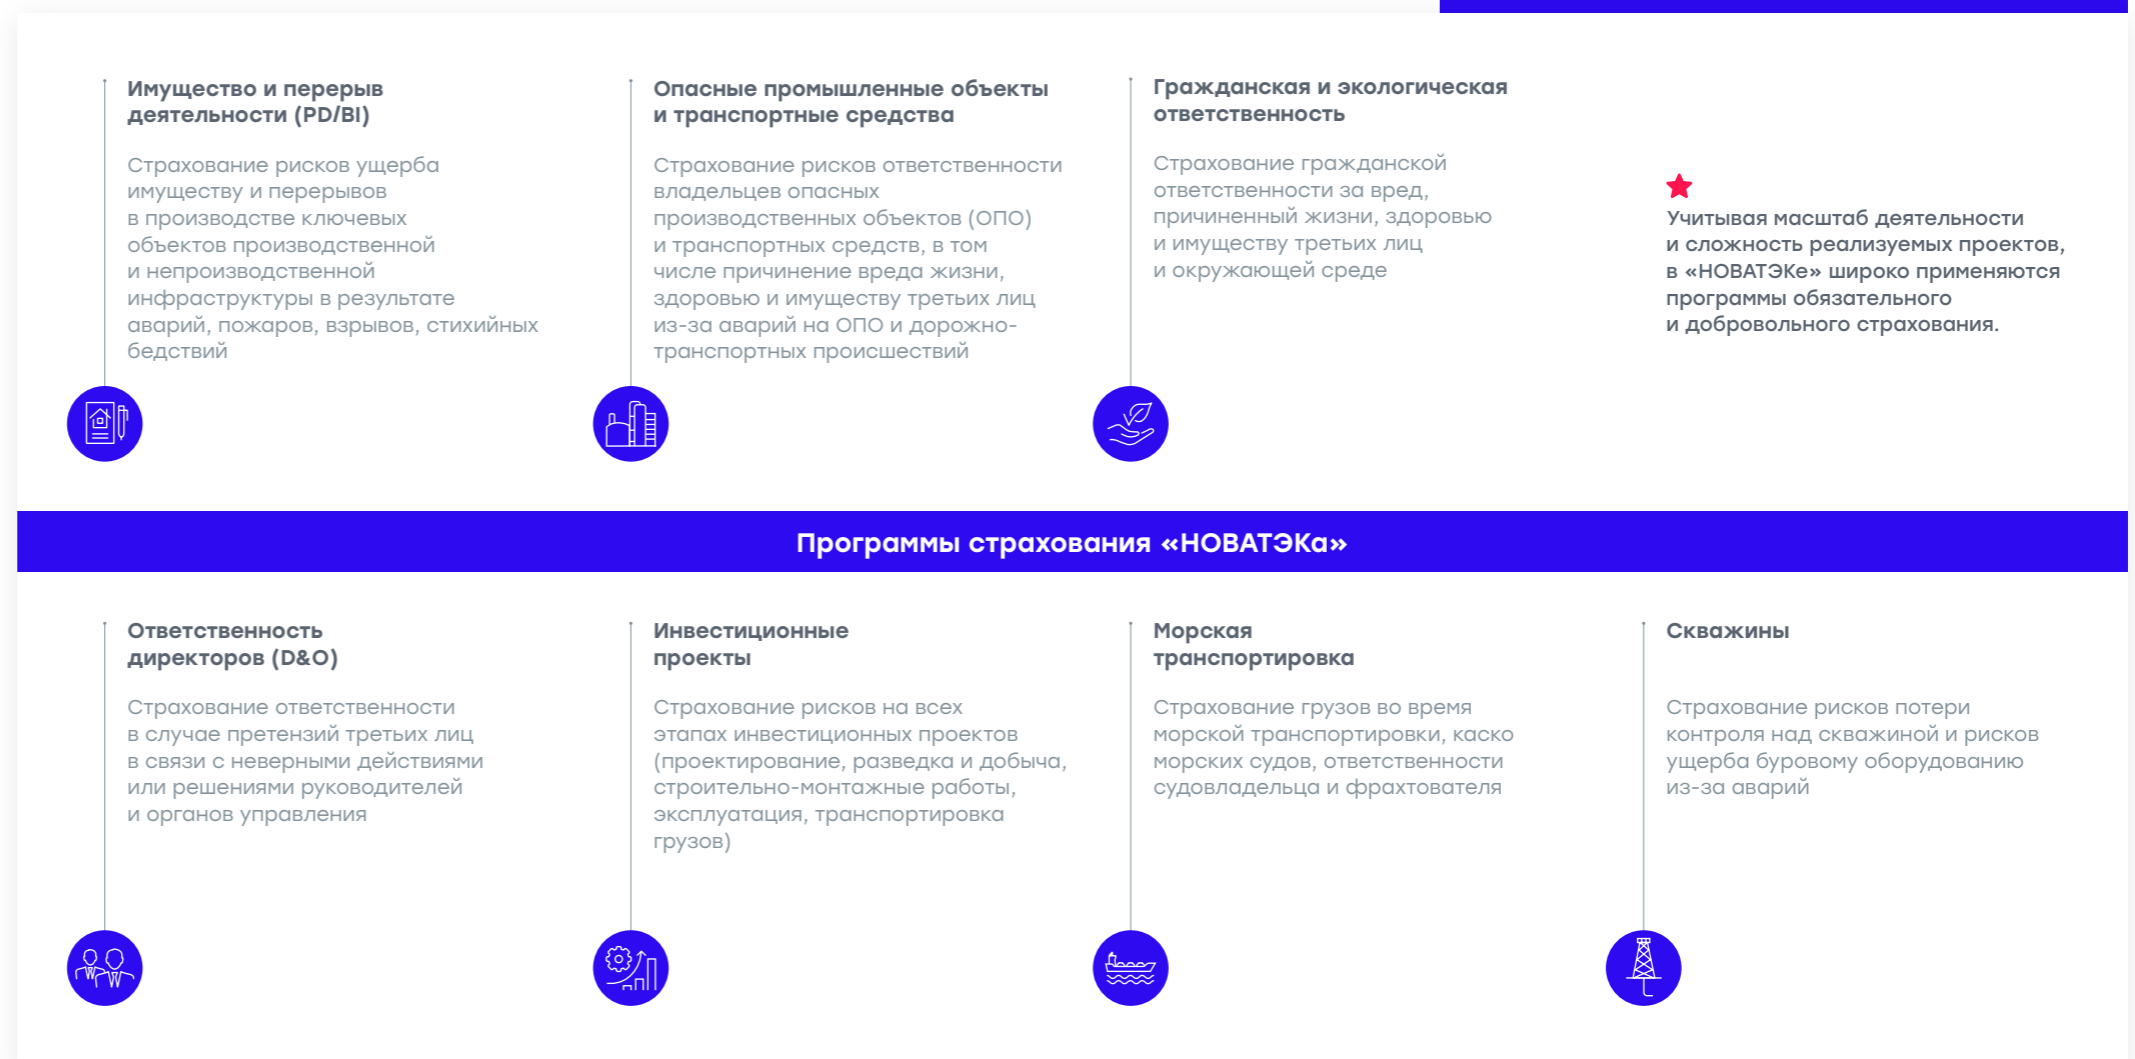 Имущество и перерыв
деятельности (PD/BI)
Страхование рисков ущерба
имуществу и перерывов
в производстве ключевых
объектов производственной
и непроизводственной
инфраструктуры в результате
аварий, пожаров, взрывов, стихийных
бедствий
Опасные промышленные объекты
и транспортные средства
Страхование рисков ответственности
владельцев опасных
производственных объектов (ОПО)
и транспортных средств, в том
числе причинение вреда жизни,
здоровью и имуществу третьих лиц
из-за аварий на ОПО и дорожно-
транспортных происшествий
Гражданская и экологическая
ответственность
Страхование гражданской
ответственности за вред,
причиненный жизни, здоровью
и имуществу третьих лиц
и окружающей среде
Учитывая масштаб деятельности
и сложность реализуемых проектов,
в «НОВАТЭКе» широко применяются
программы обязательного
и добровольного страхования.
Программы страхования «НОВАТЭКа»
Ответственность
директоров (D&O)
Страхование ответственности
в случае претензий третьих лиц
в связи с неверными действиями
или решениями руководителей
и органов управления
Инвестиционные
проекты
Страхование рисков на всех
этапах инвестиционных проектов
(проектирование, разведка и добыча,
строительно-монтажные работы,
эксплуатация, транспортировка
грузов)
Морская
транспортировка
Страхование грузов во время
морской транспортировки, каско
морских судов, ответственности
судовладельца и фрахтователя
Скважины
Страхование рисков потери
контроля над скважиной и рисков
ущерба буровому оборудованию
из-за аварий